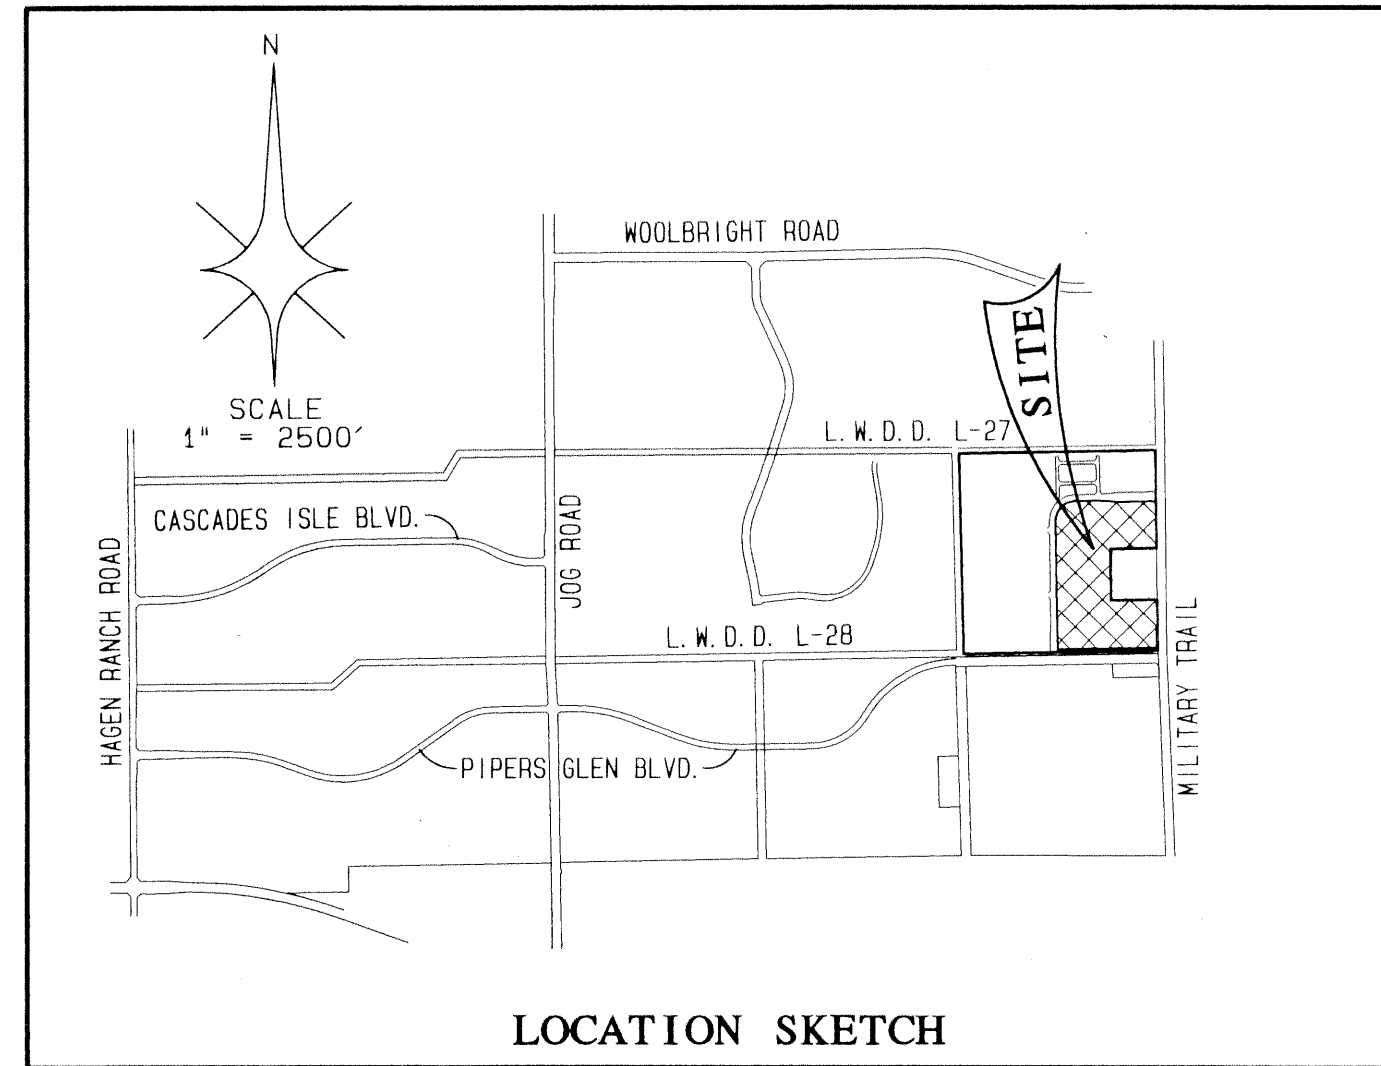 N
SCALE
1" = 2500'
WOOLBRIGHT ROAD
SITE
L. W. D. D. L-27
CASCADES ISLE BLVD.
JOG ROAD
HAGEN RANCH ROAD
L. W. D. D. L-28
MILITARY TRAIL
PIPERS GLEN BLVD.
LOCATION SKETCH